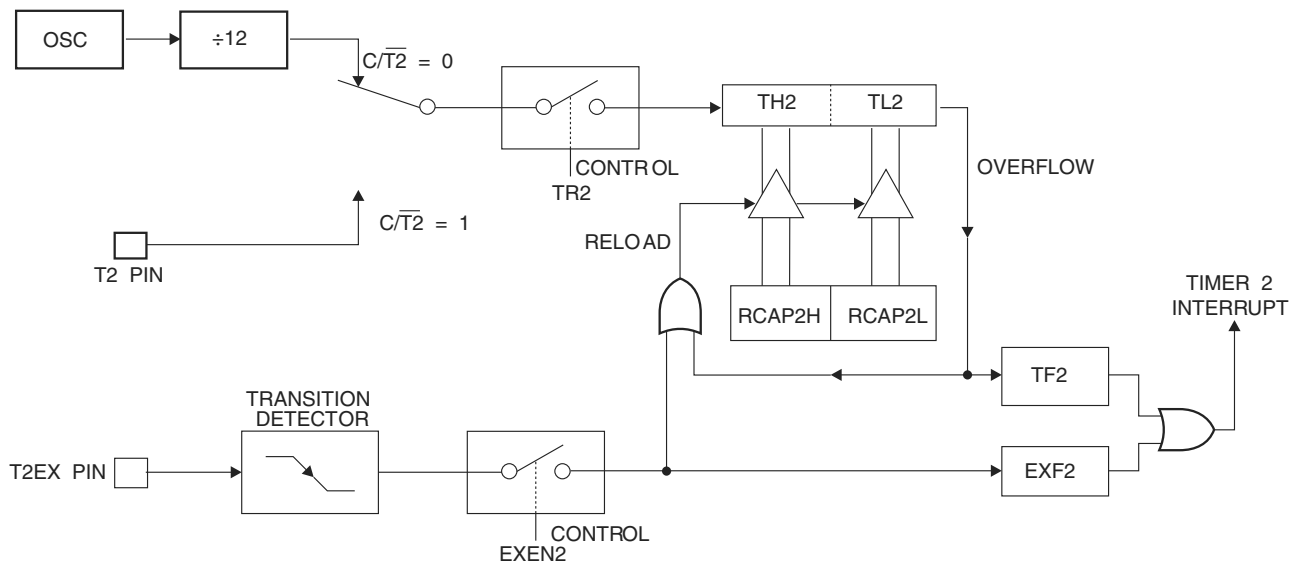 OSC
÷12
C/T2̅ = 0
TH2
TL2
CONTROL
TR2
OVERFLOW
C/T2̅ = 1
T2 PIN
RELOAD
RCAP2H
RCAP2L
TIMER 2
INTERRUPT
TF2
TRANSITION
DETECTOR
T2EX PIN
EXF2
CONTROL
EXEN2